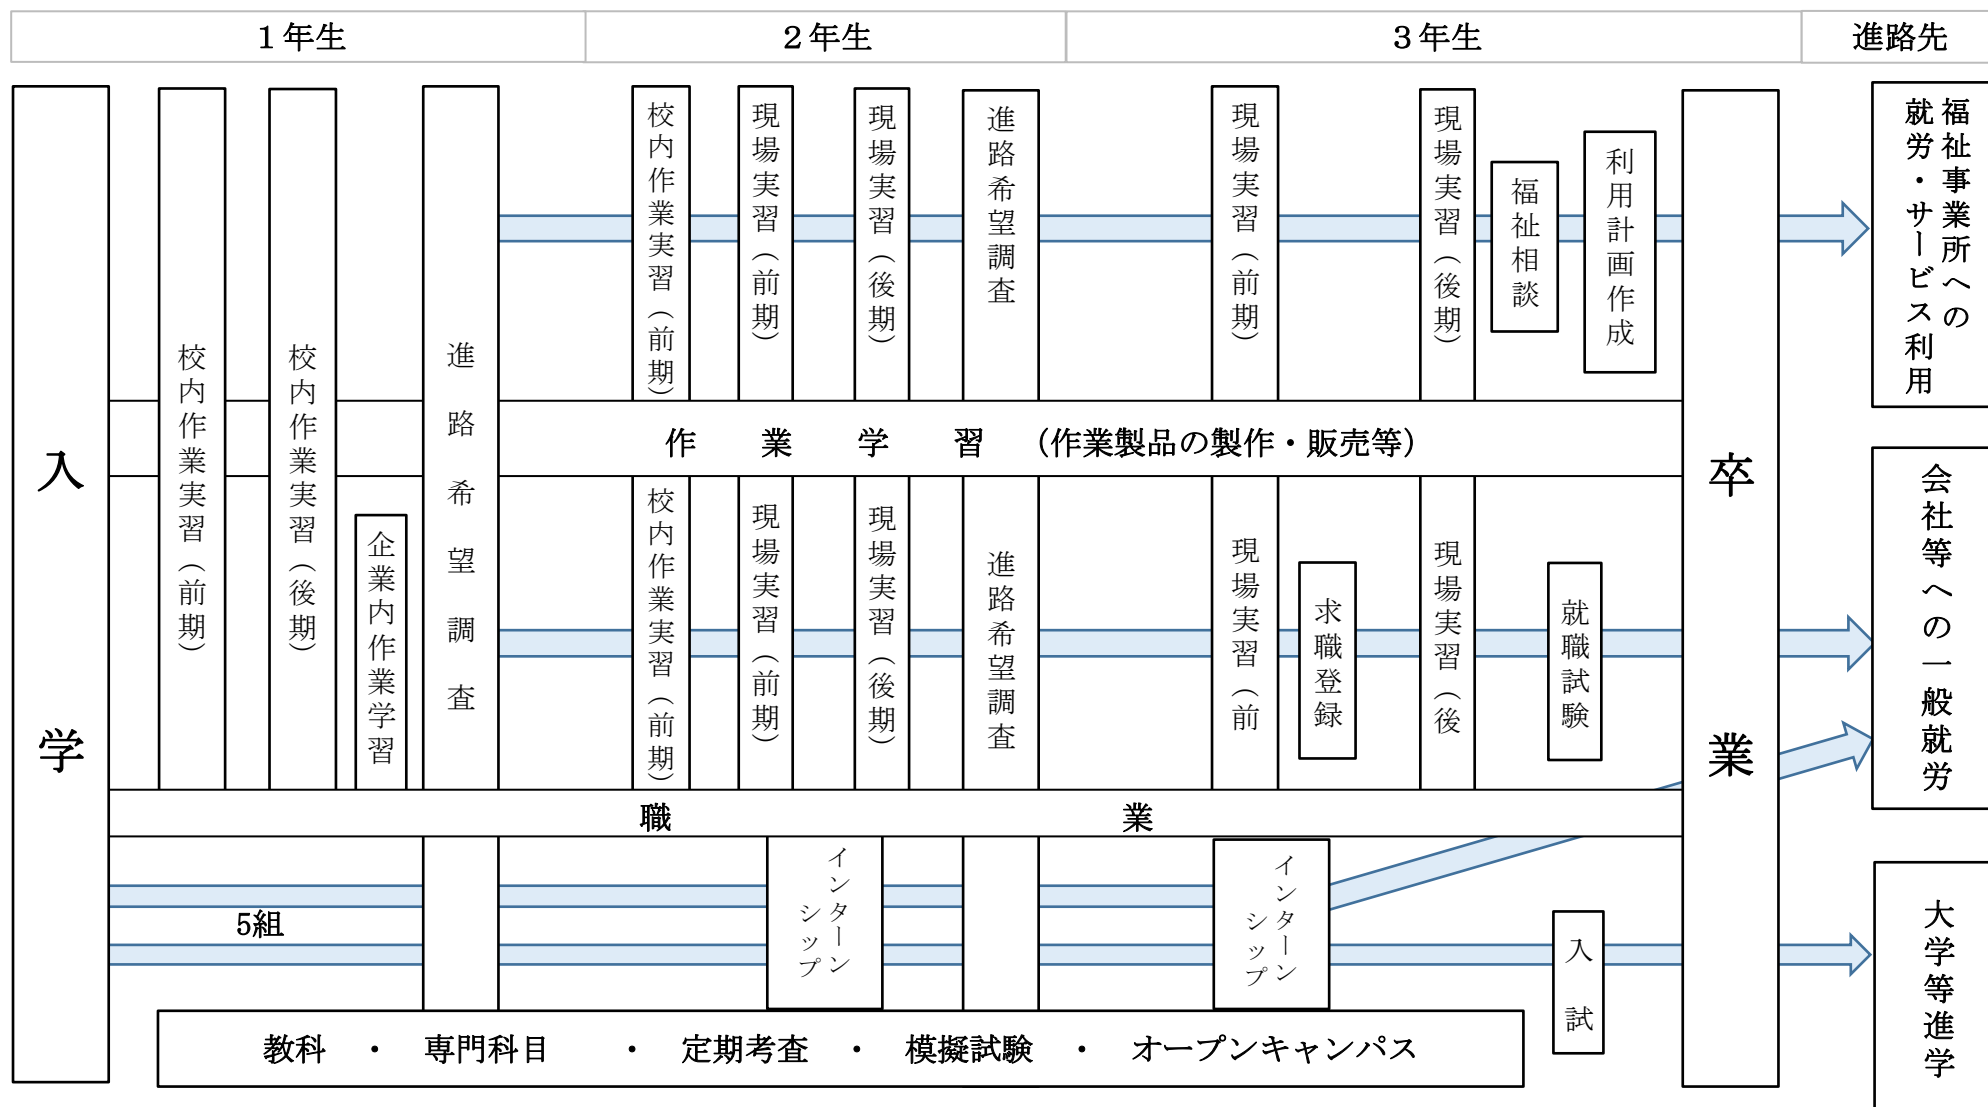 １年生
２年生
３年生
進路先
入学
校内作業実習（前期）
校内作業実習（後期）
企業内作業学習
進路希望調査
校内作業実習（前期）
現場実習（前期）
現場実習（後期）
進路希望調査
現場実習（前期）
現場実習（後期）
福祉相談
利用計画作成
卒業
福祉事業所への
就労・サービス利用
作業学習（作業製品の製作・販売等）
校内作業実習（前期）
現場実習（前期）
現場実習（後期）
進路希望調査
現場実習（前
求職登録
現場実習（後
就職試験
会社等への一般就労
職業
5組
インターン
シップ
インターン
シップ
入試
大学等進学
教科 ・ 専門科目 ・ 定期考査 ・ 模擬試験 ・ オープンキャンパス